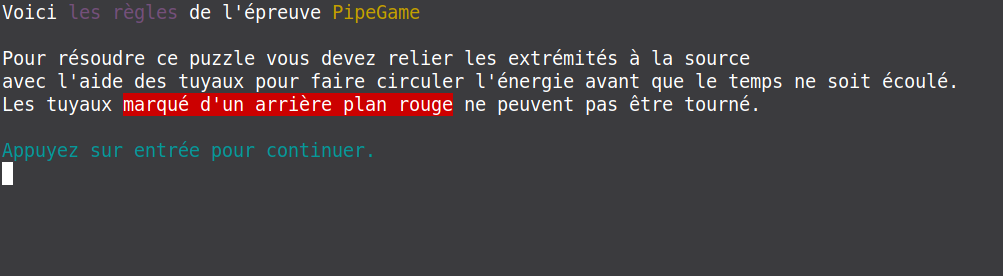 Voici les règles de l'épreuve PipeGame
Pour résoudre ce puzzle vous devez relier les extrémités à la source
avec l'aide des tuyaux pour faire circuler l'énergie avant que le temps ne soit écoulé.
Les tuyaux marqué d'un arrière plan rouge ne peuvent pas être tourné.
Appuyez sur entrée pour continuer.